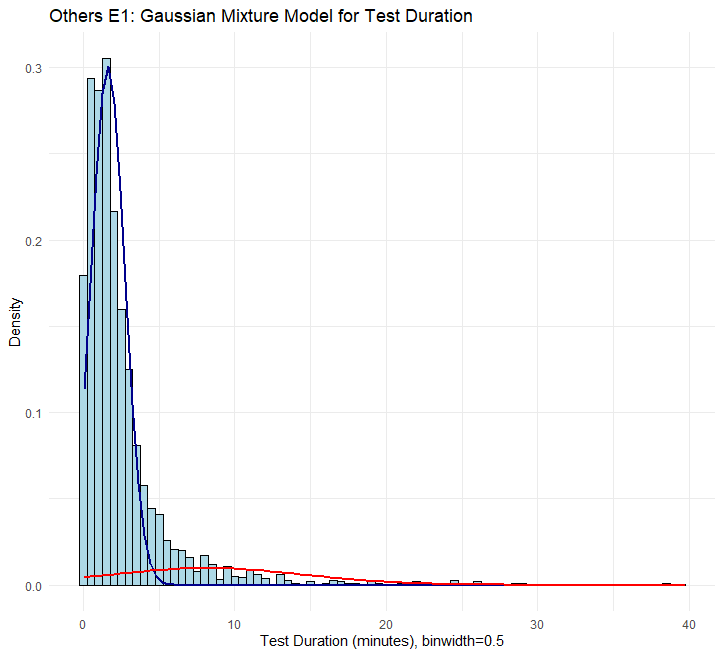 Others E1: Gaussian Mixture Model for Test Duration
0.3
0.2
0.1
0.0
Density
0 10 20 30 40
Test Duration (minutes), binwidth=0.5